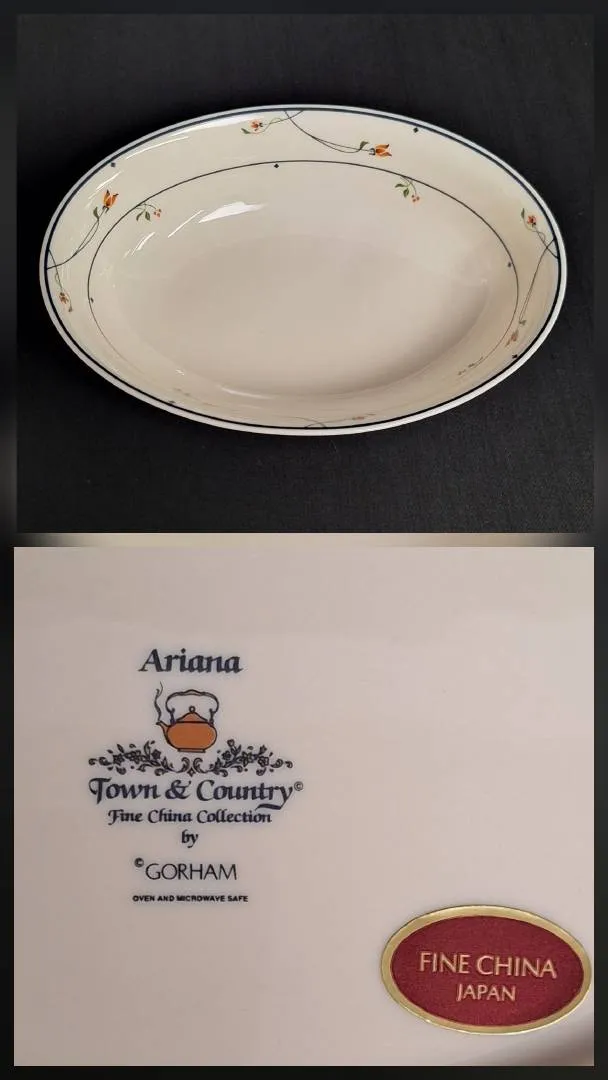 Ariana
Town & Country©
Fine China Collection
by
©GORHAM
OVEN AND MICROWAVE SAFE
FINE CHINA
JAPAN